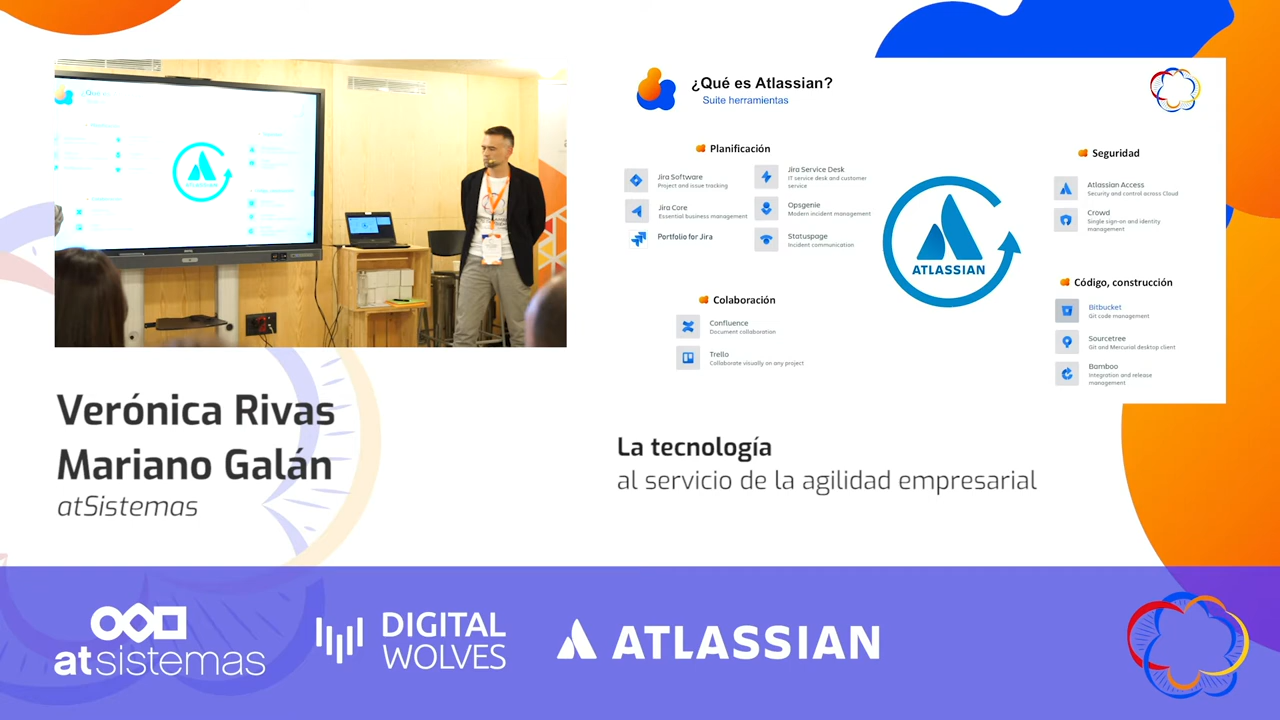 ATLASSIAN
Verónica Rivas
Mariano Galán
atSistemas
¿Qué es Atlassian?
Suite herramientas
Planificación
Jira Software
Project and issue tracking
Jira Core
Essential business management
Portfolio for Jira
Jira Service Desk
IT service desk and customer
service
Opsgenie
Modern incident management
Statuspage
Incident communication
Colaboración
Confluence
Document collaboration
Trello
Collaborate visually on any project
ATLASSIAN
Seguridad
Atlassian Access
Security and control across Cloud
Crowd
Single sign-on and identity
management
Código, construcción
Bitbucket
Git code management
Sourcetree
Git and Mercurial desktop client
Bamboo
Integration and release
management
La tecnología
al servicio de la agilidad empresarial
atsistemas
DIGITAL
WOLVES
ATLASSIAN